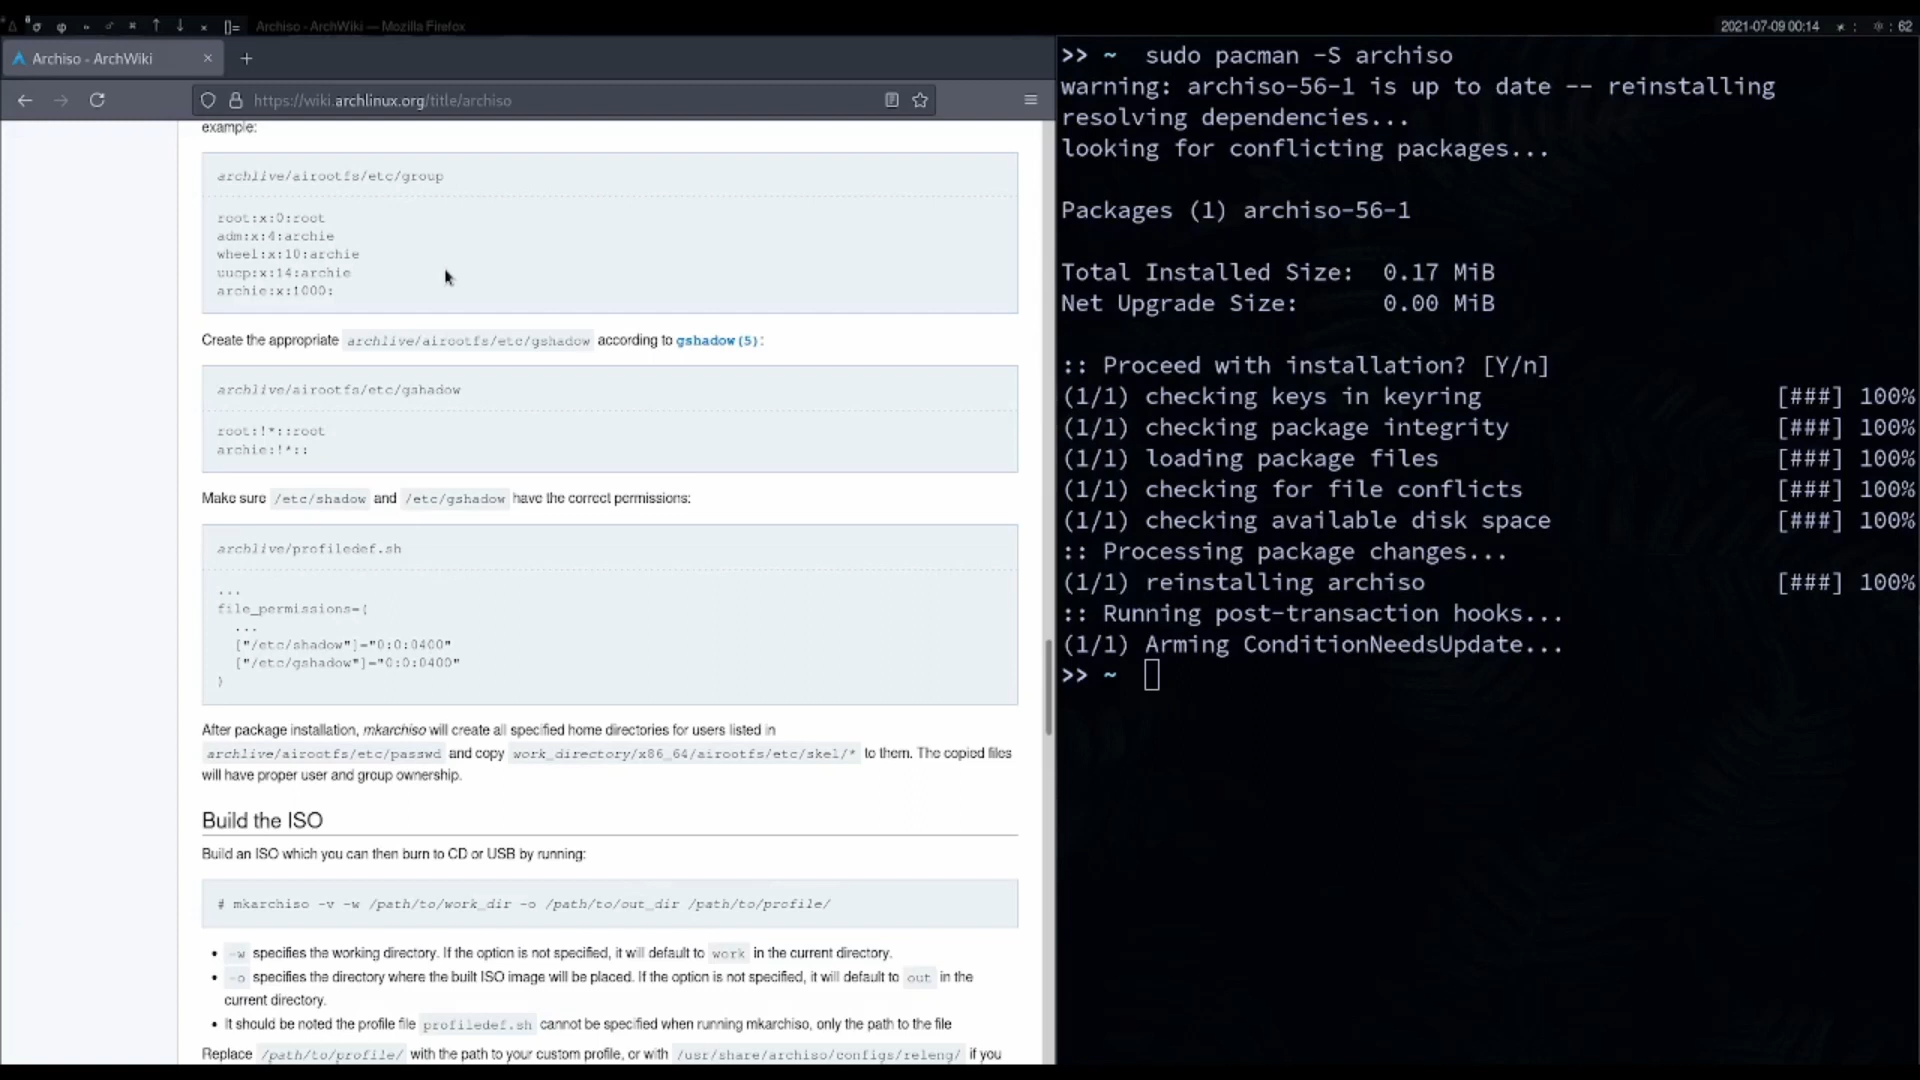 Archiso - ArchWiki — Mozilla Firefox
2021-07-09 00:14
: 62
Archiso - ArchWiki
https://wiki.archlinux.org/title/archiso
example:
archlive/airootfs/etc/group
root:x:0:root
adm:x:4:archie
wheel:x:10:archie
uucp:x:14:archie
archie:x:1000:
Create the appropriate archlive/airootfs/etc/gshadow according to gshadow(5):
archlive/airootfs/etc/gshadow
root:!*::root
archie:!*::
Make sure /etc/shadow and /etc/gshadow have the correct permissions:
archlive/profiledef.sh
...
file_permissions=(
...
["/etc/shadow"]="0:0:0400"
["/etc/gshadow"]="0:0:0400"
)
After package installation, mkarchiso will create all specified home directories for users listed in
archlive/airootfs/etc/passwd and copy work_directory/x86_64/airootfs/etc/skel/* to them. The copied files
will have proper user and group ownership.
Build the ISO
Build an ISO which you can then burn to CD or USB by running:
# mkarchiso -v -w /path/to/work_dir -o /path/to/out_dir /path/to/profile/
• -w specifies the working directory. If the option is not specified, it will default to work in the current directory.
• -o specifies the directory where the built ISO image will be placed. If the option is not specified, it will default to out in the
current directory.
• It should be noted the profile file profiledef.sh cannot be specified when running mkarchiso, only the path to the file
Replace /path/to/profile/ with the path to your custom profile, or with /usr/share/archiso/configs/releng/ if you
>> ~ sudo pacman -S archiso
warning: archiso-56-1 is up to date -- reinstalling
resolving dependencies...
looking for conflicting packages...
Packages (1) archiso-56-1
Total Installed Size: 0.17 MiB
Net Upgrade Size: 0.00 MiB
:: Proceed with installation? [Y/n]
(1/1) checking keys in keyring [###] 100%
(1/1) checking package integrity [###] 100%
(1/1) loading package files [###] 100%
(1/1) checking for file conflicts [###] 100%
(1/1) checking available disk space [###] 100%
:: Processing package changes...
(1/1) reinstalling archiso [###] 100%
:: Running post-transaction hooks...
(1/1) Arming ConditionNeedsUpdate...
>> ~